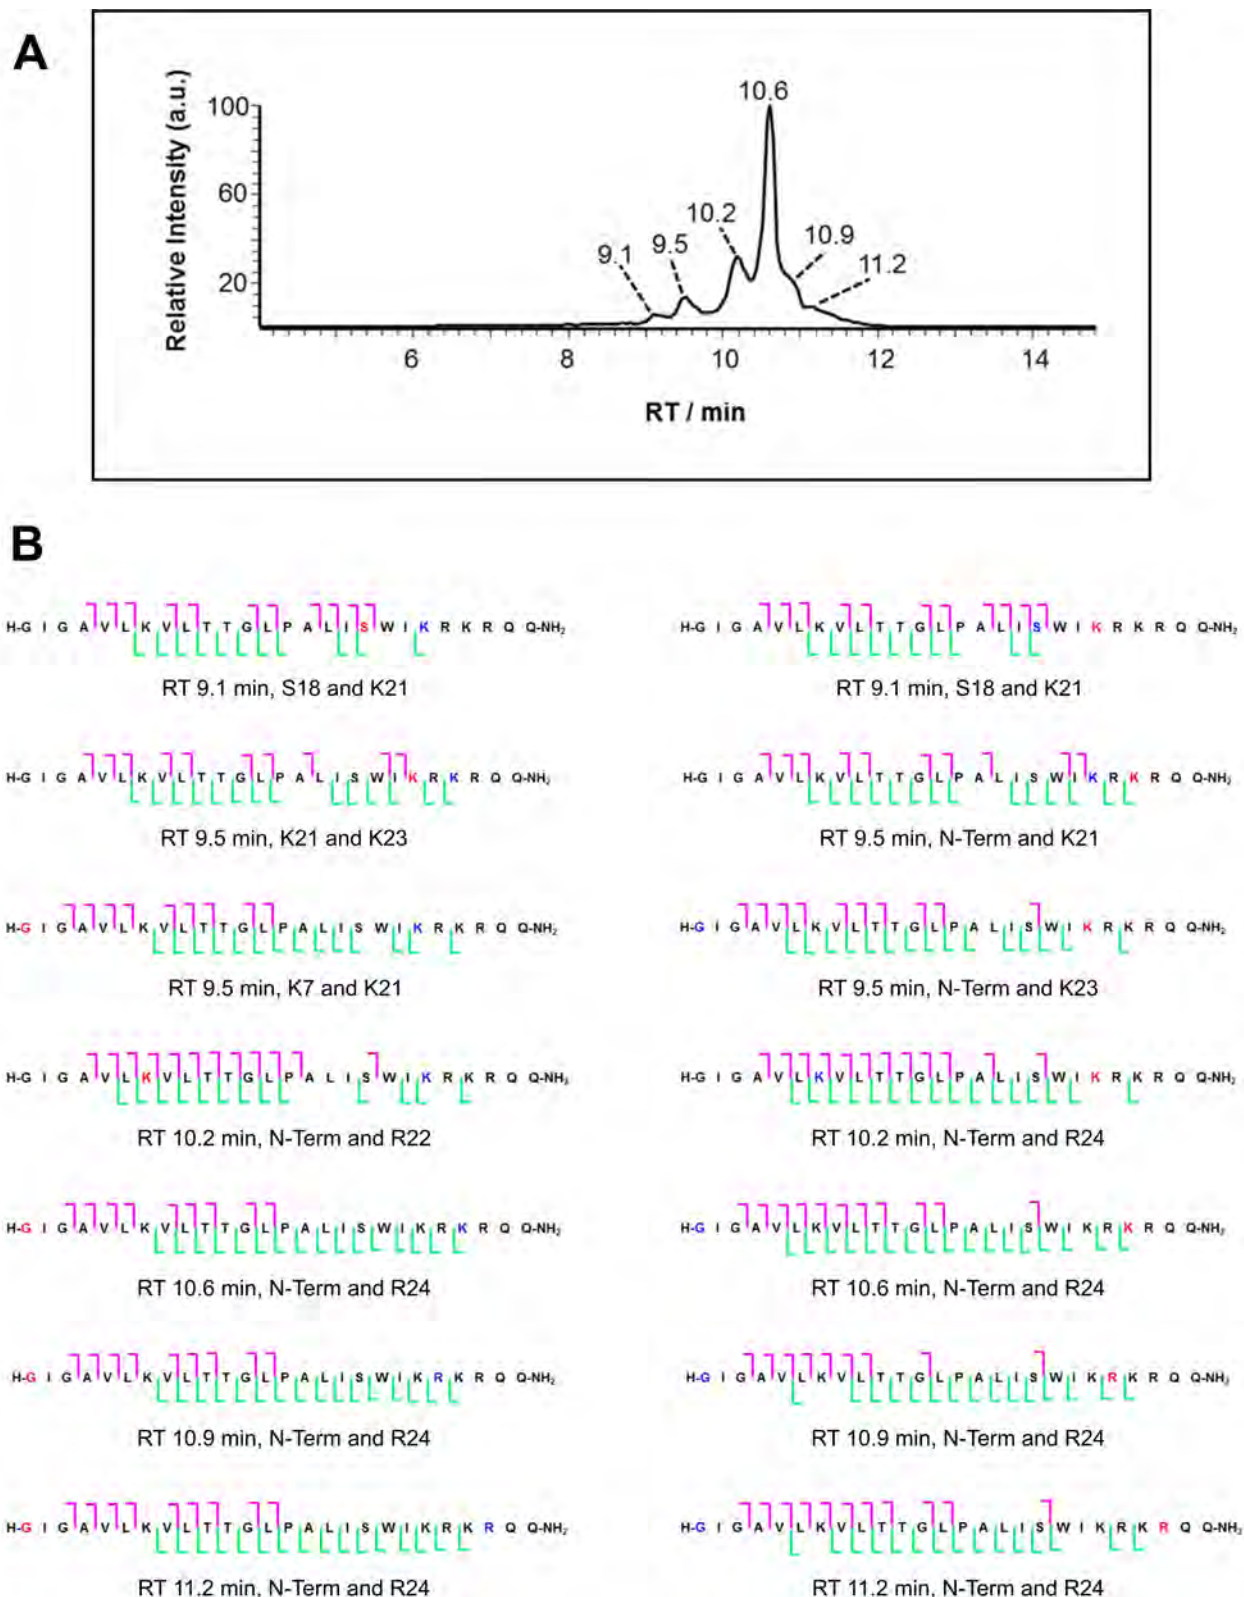 A
Relative Intensity (a.u.)
100
60
20
9.1
9.5
10.2
10.6
10.9
11.2
6 8 10 12 14
RT / min
B
H-G I G A V L K V L T T G L P A L I S W I K R K R Q Q-NH2
H-G I G A V L K V L T T G L P A L I S W I K R K R Q Q-NH2
RT 9.1 min, S18 and K21
RT 9.1 min, S18 and K21
H-G I G A V L K V L T T G L P A L I S W I K R K R Q Q-NH2
H-G I G A V L K V L T T G L P A L I S W I K R K R Q Q-NH2
RT 9.5 min, K21 and K23
RT 9.5 min, N-Term and K21
H-G I G A V L K V L T T G L P A L I S W I K R K R Q Q-NH2
H-G I G A V L K V L T T G L P A L I S W I K R K R Q Q-NH2
RT 9.5 min, K7 and K21
RT 9.5 min, N-Term and K23
H-G I G A V L K V L T T G L P A L I S W I K R K R Q Q-NH2
H-G I G A V L K V L T T G L P A L I S W I K R K R Q Q-NH2
RT 10.2 min, N-Term and R22
RT 10.2 min, N-Term and R24
H-G I G A V L K V L T T G L P A L I S W I K R K R Q Q-NH2
H-G I G A V L K V L T T G L P A L I S W I K R K R Q Q-NH2
RT 10.6 min, N-Term and R24
RT 10.6 min, N-Term and R24
H-G I G A V L K V L T T G L P A L I S W I K R K R Q Q-NH2
H-G I G A V L K V L T T G L P A L I S W I K R K R Q Q-NH2
RT 10.9 min, N-Term and R24
RT 10.9 min, N-Term and R24
H-G I G A V L K V L T T G L P A L I S W I K R K R Q Q-NH2
H-G I G A V L K V L T T G L P A L I S W I K R K R Q Q-NH2
RT 11.2 min, N-Term and R24
RT 11.2 min, N-Term and R24